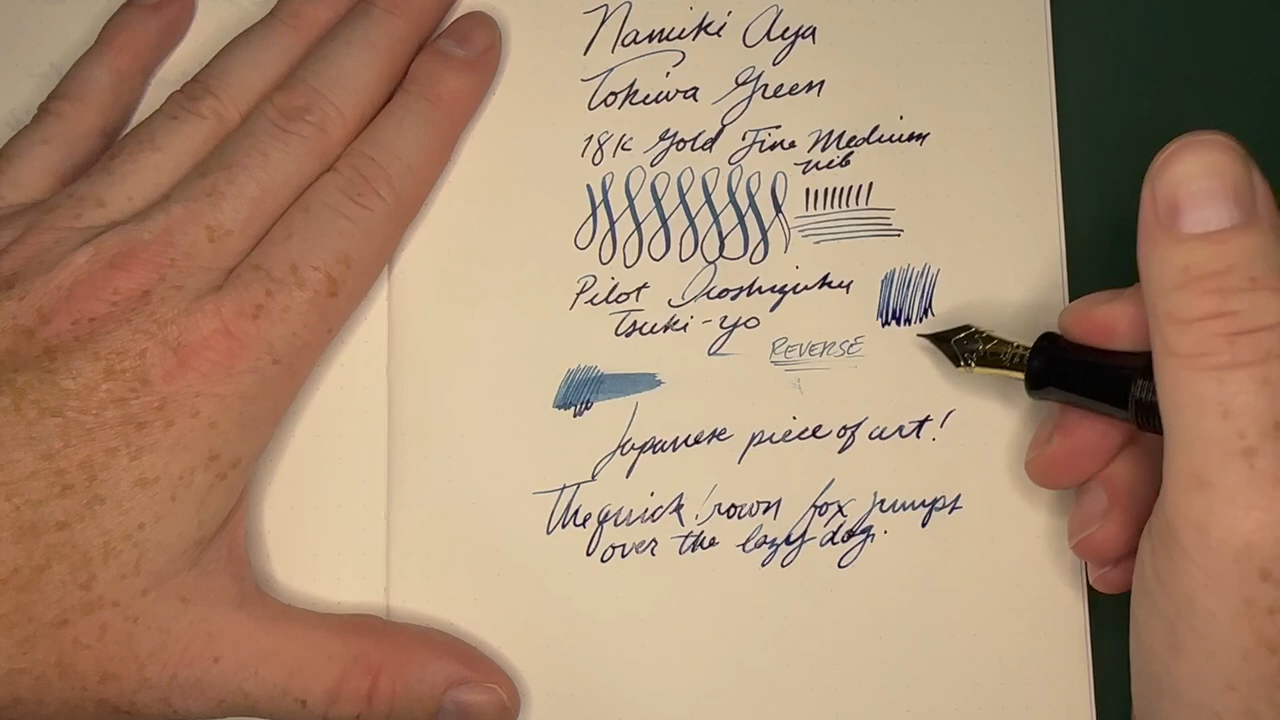 Namiki Aya
Tokiwa Green
18K Gold Fine Medium
nib
Pilot Iroshizuku
Tsuki-yo
REVERSE
Japanese piece of art!
The quick brown fox jumps
over the lazy dog.